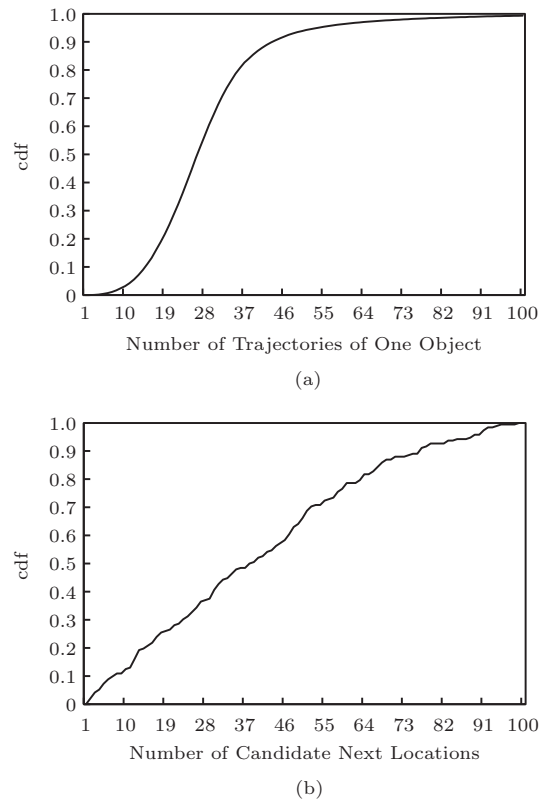 1.0
0.9
0.8
0.7
0.6
0.5
0.4
0.3
0.2
0.1
0
cdf
1 10 19 28 37 46 55 64 73 82 91 100
Number of Trajectories of One Object
(a)
1.0
0.9
0.8
0.7
0.6
0.5
0.4
0.3
0.2
0.1
0
cdf
1 10 19 28 37 46 55 64 73 82 91 100
Number of Candidate Next Locations
(b)